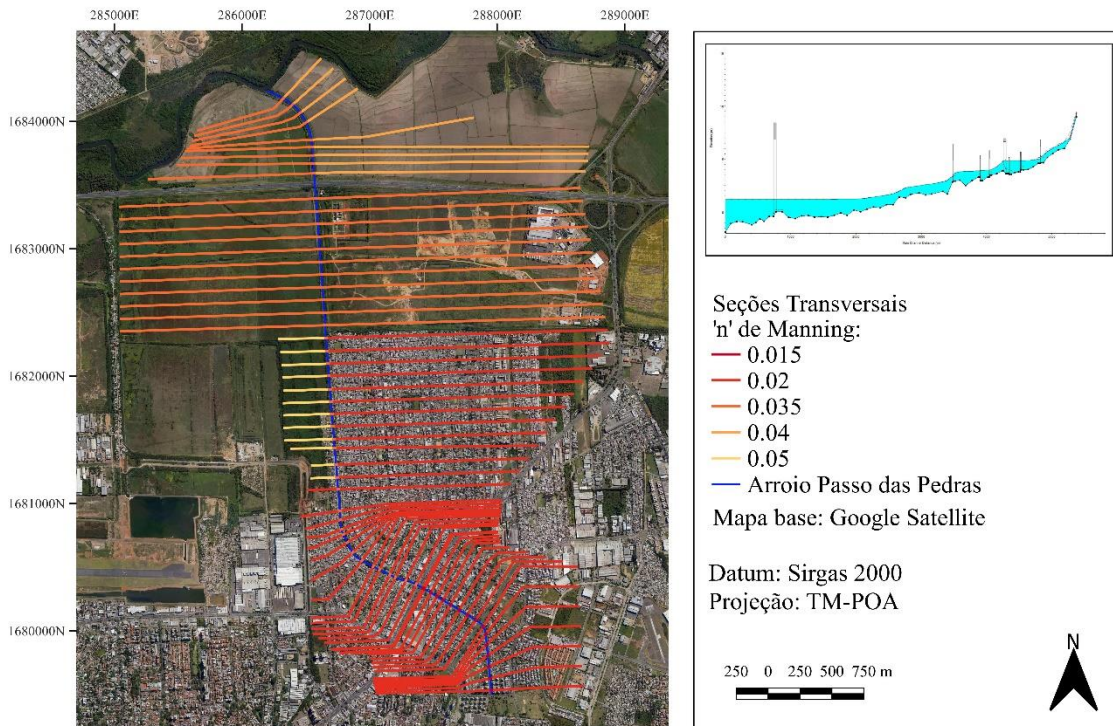 285000E
286000E
287000E
288000E
289000E
1684000N
1683000N
1682000N
1681000N
1680000N
Seções Transversais
'n' de Manning:
0.015
0.02
0.035
0.04
0.05
Arroio Passo das Pedras
Mapa base: Google Satellite
Datum: Sirgas 2000
Projeção: TM-POA
250 0 250 500 750 m
N